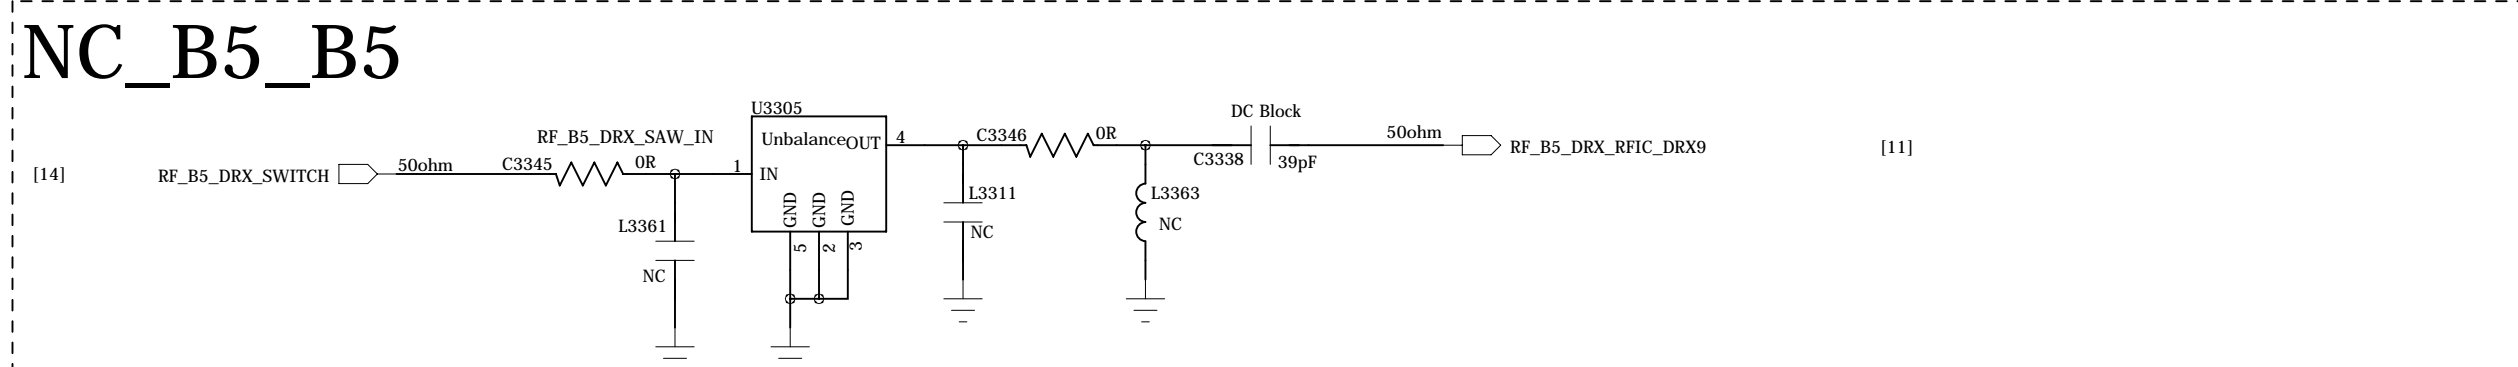 NC_B5_B5
U3305
DC Block
RF_B5_DRX_SAW_IN
Unbalance
OUT
4
C3346
0R
50ohm
RF_B5_DRX_RFIC_DRX9
[11]
[14]
RF_B5_DRX_SWITCH
50ohm
C3345
0R
1
IN
C3338
39pF
GND
GND
GND
L3311
L3363
L3361
NC
NC
5
2
3
NC